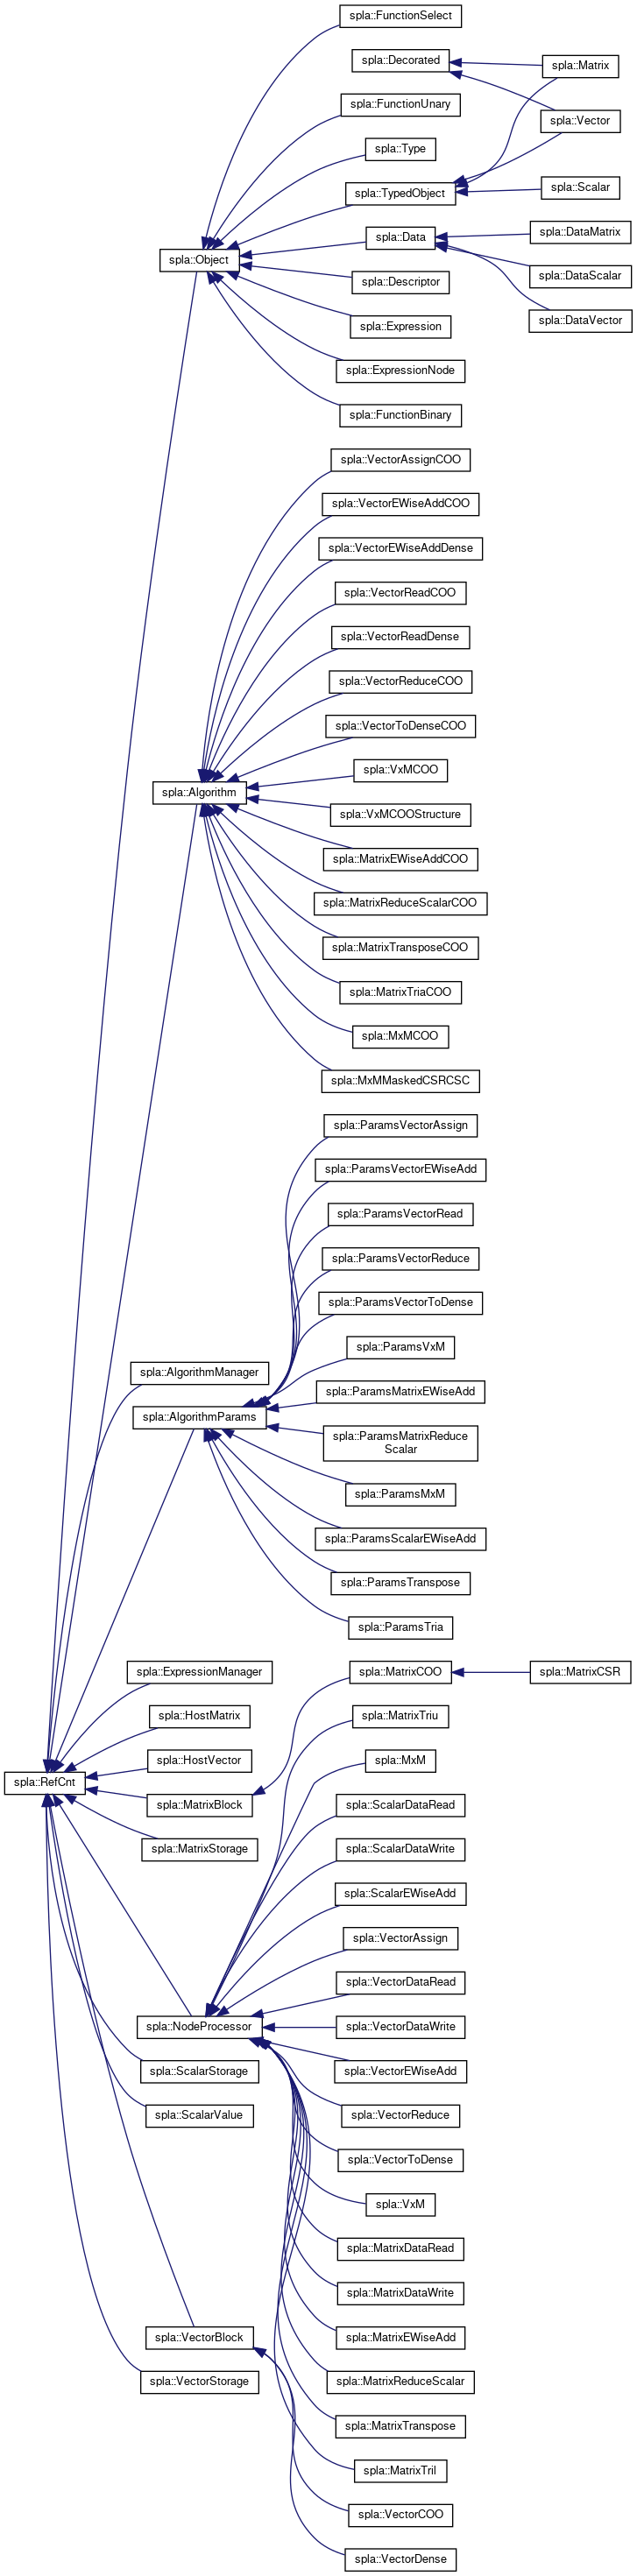 spla::FunctionSelect
spla::Decorated
spla::Matrix
spla::FunctionUnary
spla::Vector
spla::Type
spla::TypedObject
spla::Scalar
spla::Data
spla::DataMatrix
spla::Object
spla::Descriptor
spla::DataScalar
spla::Expression
spla::DataVector
spla::ExpressionNode
spla::FunctionBinary
spla::VectorAssignCOO
spla::VectorEWiseAddCOO
spla::VectorEWiseAddDense
spla::VectorReadCOO
spla::VectorReadDense
spla::VectorReduceCOO
spla::VectorToDenseCOO
spla::VxMCOO
spla::Algorithm
spla::VxMCOOStructure
spla::MatrixEWiseAddCOO
spla::MatrixReduceScalarCOO
spla::MatrixTransposeCOO
spla::MatrixTriaCOO
spla::MxMCOO
spla::MxMMaskedCSRCSC
spla::ParamsVectorAssign
spla::ParamsVectorEWiseAdd
spla::ParamsVectorRead
spla::ParamsVectorReduce
spla::ParamsVectorToDense
spla::ParamsVxM
spla::AlgorithmManager
spla::ParamsMatrixEWiseAdd
spla::AlgorithmParams
spla::ParamsMatrixReduce
Scalar
spla::ParamsMxM
spla::ParamsScalarEWiseAdd
spla::ParamsTranspose
spla::ParamsTria
spla::ExpressionManager
spla::MatrixCOO
spla::MatrixCSR
spla::HostMatrix
spla::MatrixTriu
spla::HostVector
spla::MxM
spla::RefCnt
spla::MatrixBlock
spla::ScalarDataRead
spla::MatrixStorage
spla::ScalarDataWrite
spla::ScalarEWiseAdd
spla::VectorAssign
spla::VectorDataRead
spla::NodeProcessor
spla::VectorDataWrite
spla::ScalarStorage
spla::VectorEWiseAdd
spla::ScalarValue
spla::VectorReduce
spla::VectorToDense
spla::VxM
spla::MatrixDataRead
spla::MatrixDataWrite
spla::VectorBlock
spla::MatrixEWiseAdd
spla::VectorStorage
spla::MatrixReduceScalar
spla::MatrixTranspose
spla::MatrixTril
spla::VectorCOO
spla::VectorDense